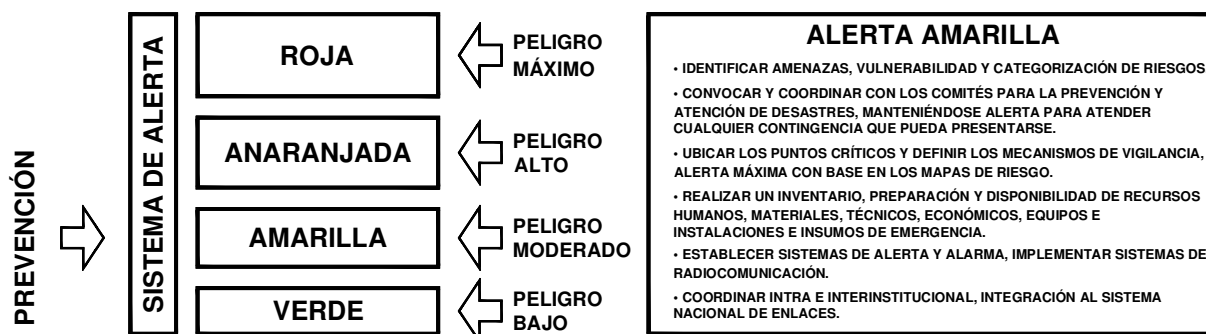 PREVENCIÓN
SISTEMA DE ALERTA
ROJA
PELIGRO
MÁXIMO
ANARANJADA
PELIGRO
ALTO
AMARILLA
PELIGRO
MODERADO
VERDE
PELIGRO
BAJO
ALERTA AMARILLA
• IDENTIFICAR AMENAZAS, VULNERABILIDAD Y CATEGORIZACIÓN DE RIESGOS
• CONVOCAR Y COORDINAR CON LOS COMITÉS PARA LA PREVENCIÓN Y
ATENCIÓN DE DESASTRES, MANTENIÉNDOSE ALERTA PARA ATENDER
CUALQUIER CONTINGENCIA QUE PUEDA PRESENTARSE.
• UBICAR LOS PUNTOS CRÍTICOS Y DEFINIR LOS MECANISMOS DE VIGILANCIA,
ALERTA MÁXIMA CON BASE EN LOS MAPAS DE RIESGO.
• REALIZAR UN INVENTARIO, PREPARACIÓN Y DISPONIBILIDAD DE RECURSOS
HUMANOS, MATERIALES, TÉCNICOS, ECONÓMICOS, EQUIPOS E
INSTALACIONES E INSUMOS DE EMERGENCIA.
• ESTABLECER SISTEMAS DE ALERTA Y ALARMA, IMPLEMENTAR SISTEMAS DE
RADIOCOMUNICACIÓN.
• COORDINAR INTRA E INTERINSTITUCIONAL, INTEGRACIÓN AL SISTEMA
NACIONAL DE ENLACES.